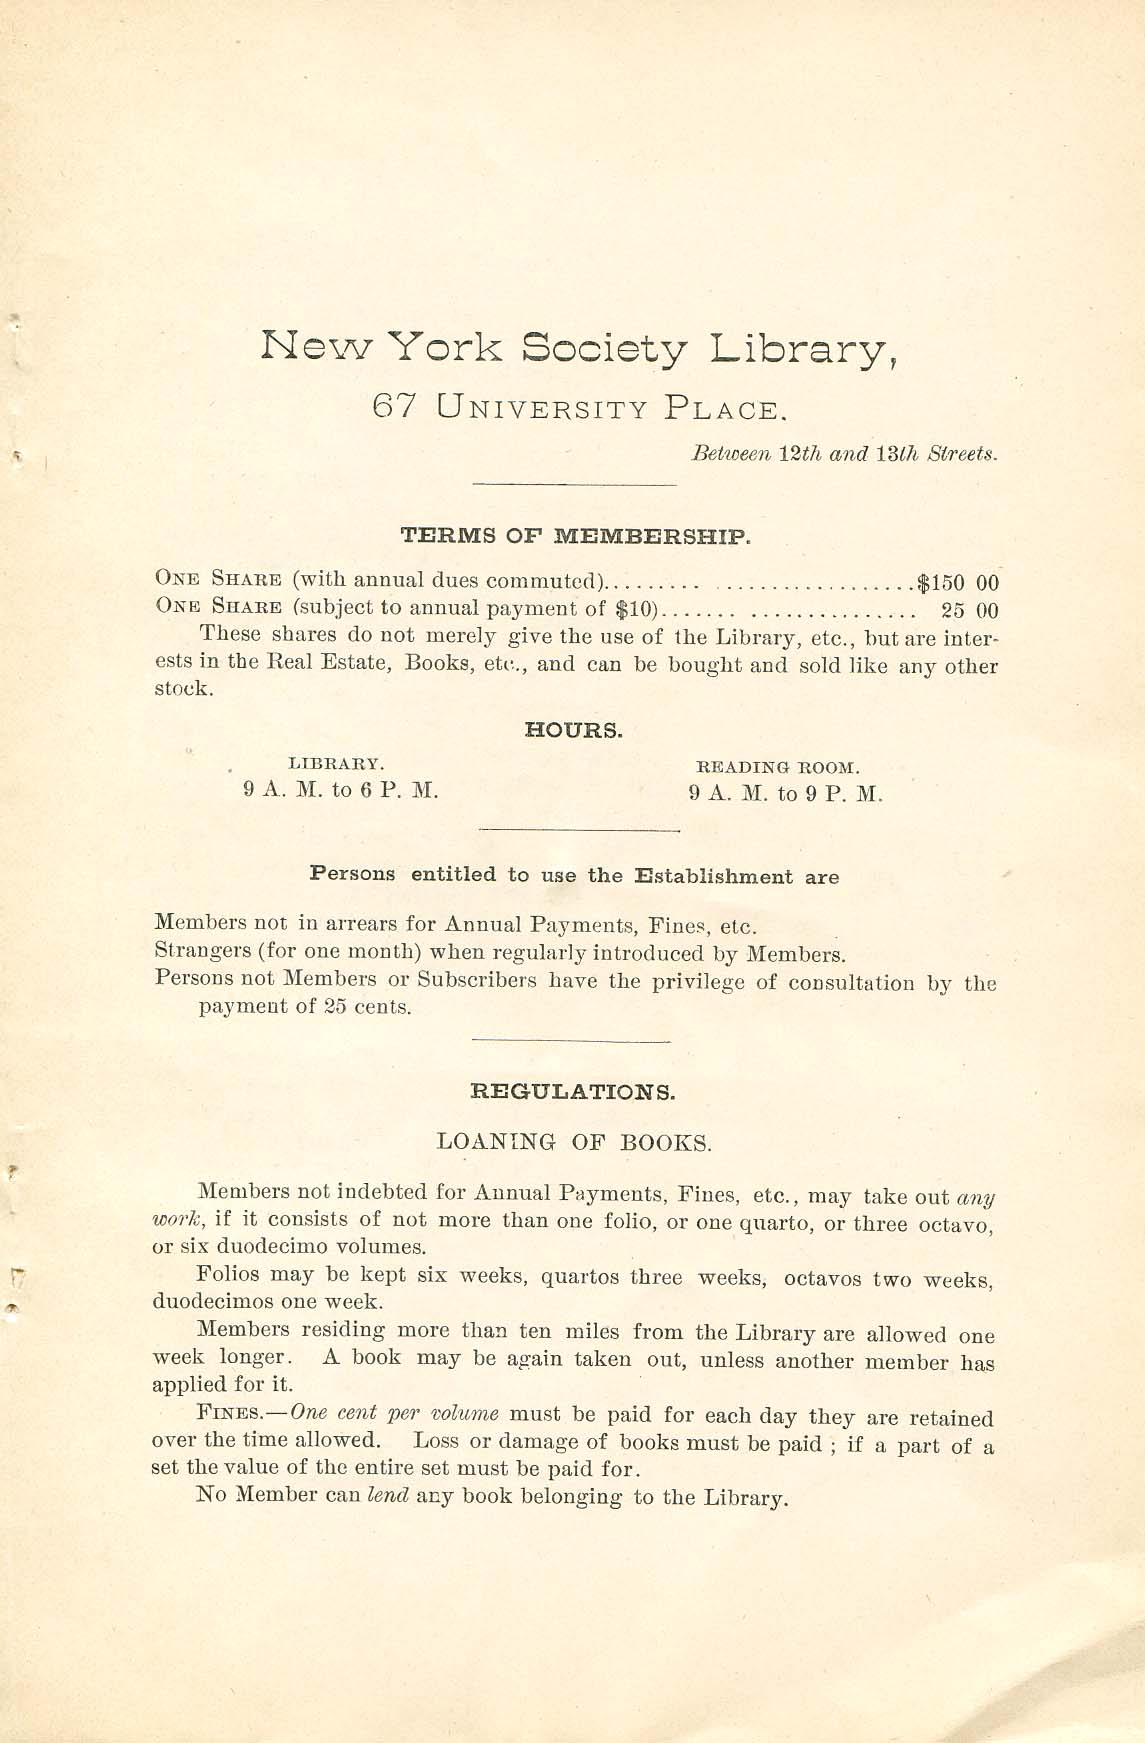 New York Society Library,
67 UNIVERSITY PLACE.
Between 12th and 13th Streets.
TERMS OF MEMBERSHIP.
ONE SHARE (with annual dues commuted)......... ..................$150 00
ONE SHARE (subject to annual payment of $10)....... ............... 25 00
These shares do not merely give the use of the Library, etc., but are inter-
ests in the Real Estate, Books, etc., and can be bought and sold like any other
stock.
HOURS.
LIBRARY.
9 A. M. to 6 P. M.
READING ROOM.
9 A. M. to 9 P. M.
Persons entitled to use the Establishment are
Members not in arrears for Annual Payments, Fines, etc.
Strangers (for one month) when regularly introduced by Members.
Persons not Members or Subscribers have the privilege of consultation by the
payment of 25 cents.
REGULATIONS.
LOANING OF BOOKS.
Members not indebted for Annual Payments, Fines, etc., may take out any
work, if it consists of not more than one folio, or one quarto, or three octavo,
or six duodecimo volumes.
Folios may be kept six weeks, quartos three weeks, octavos two weeks,
duodecimos one week.
Members residing more than ten miles from the Library are allowed one
week longer. A book may be again taken out, unless another member has
applied for it.
FINES.—One cent per volume must be paid for each day they are retained
over the time allowed. Loss or damage of books must be paid ; if a part of a
set the value of the entire set must be paid for.
No Member can lend any book belonging to the Library.